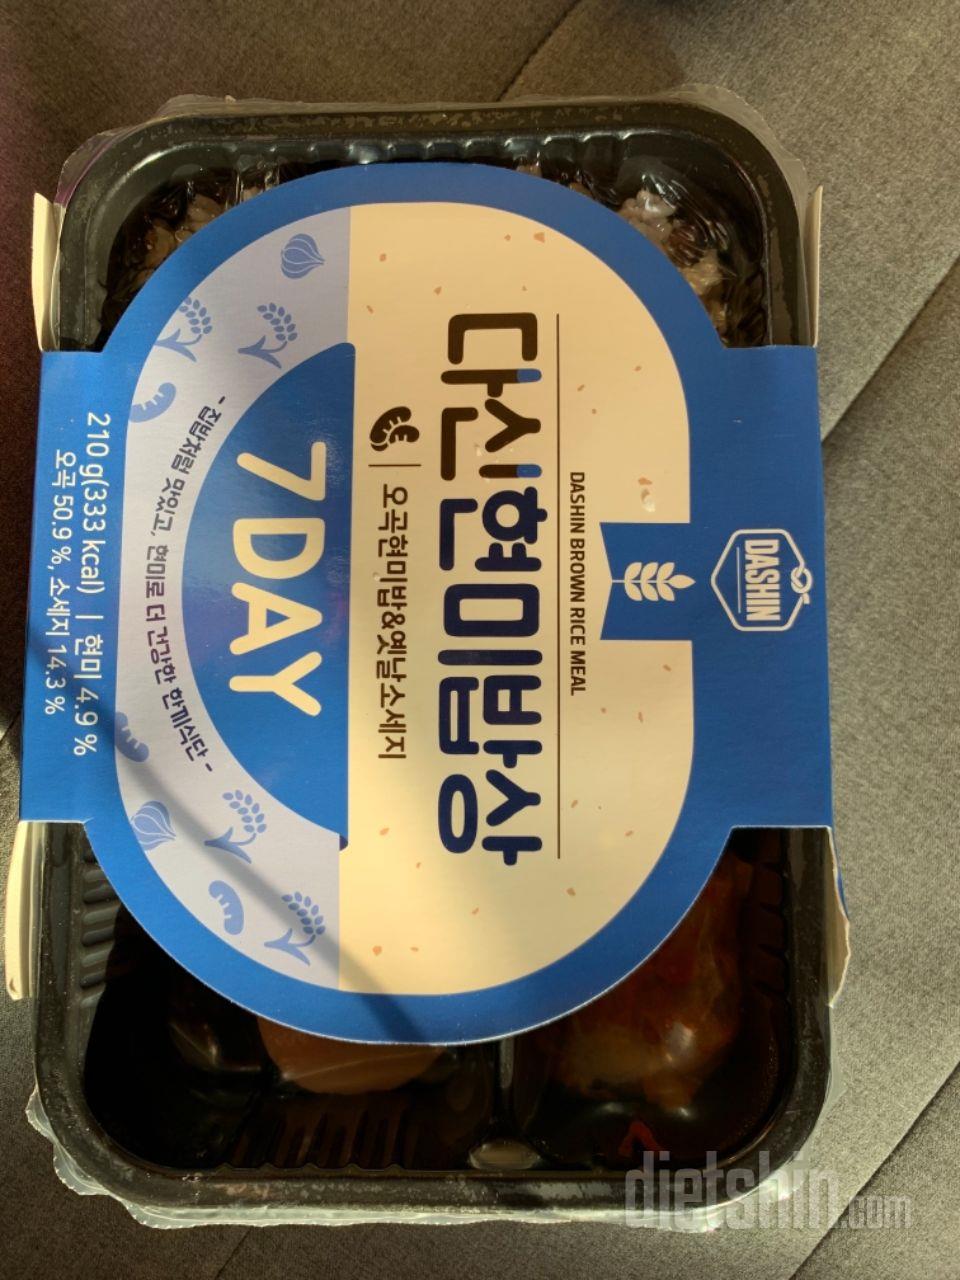 DASHIN
DASHIN BROWN RICE MEAL
다신현미밥상
오곡현미밥&옛날소세지
7 DAY
- 집밥처럼 맛있고, 현미로 더 건강한 한끼식단 -
210 g(333 kcal) | 현미 4.9 %
오곡 50.9 %, 소세지 14.3 %
dietshin.com